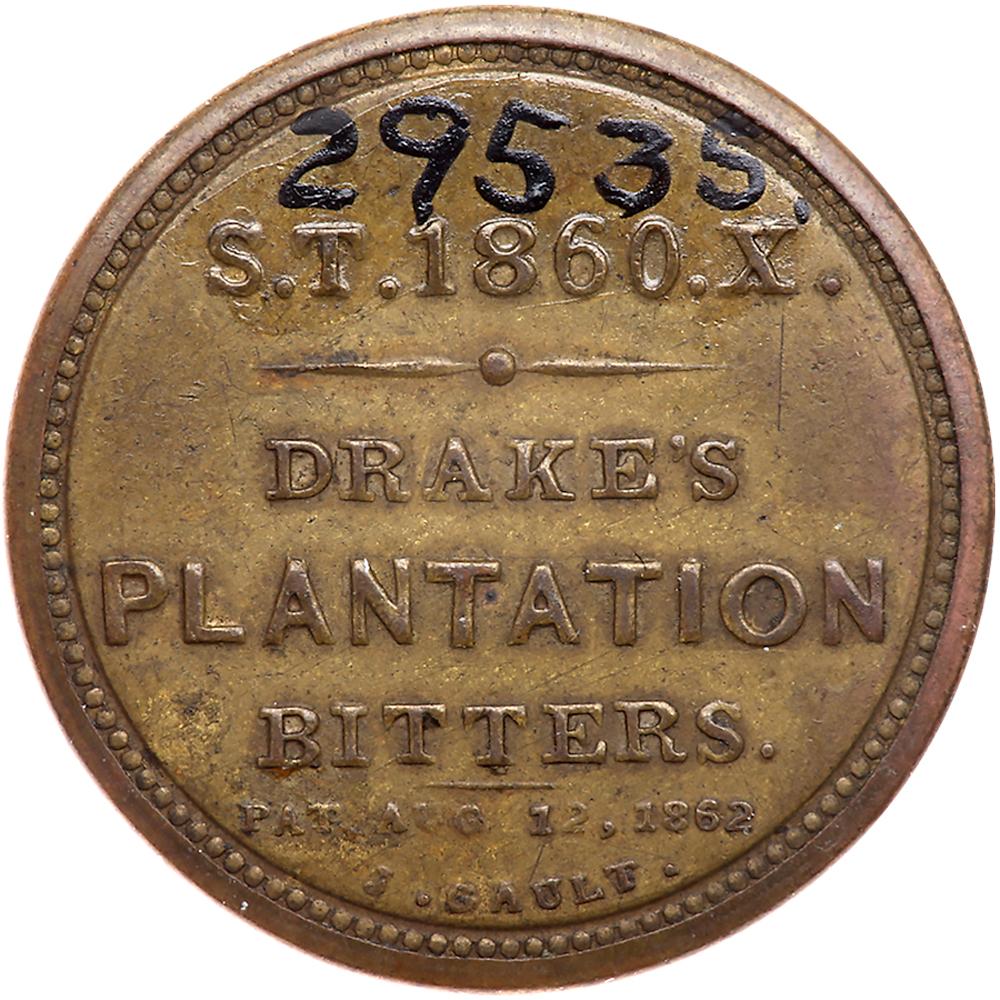 29535.
S.T.1860.X.
DRAKE'S
PLANTATION
BITTERS.
PAT. AUG 12, 1862
J. GAULT.